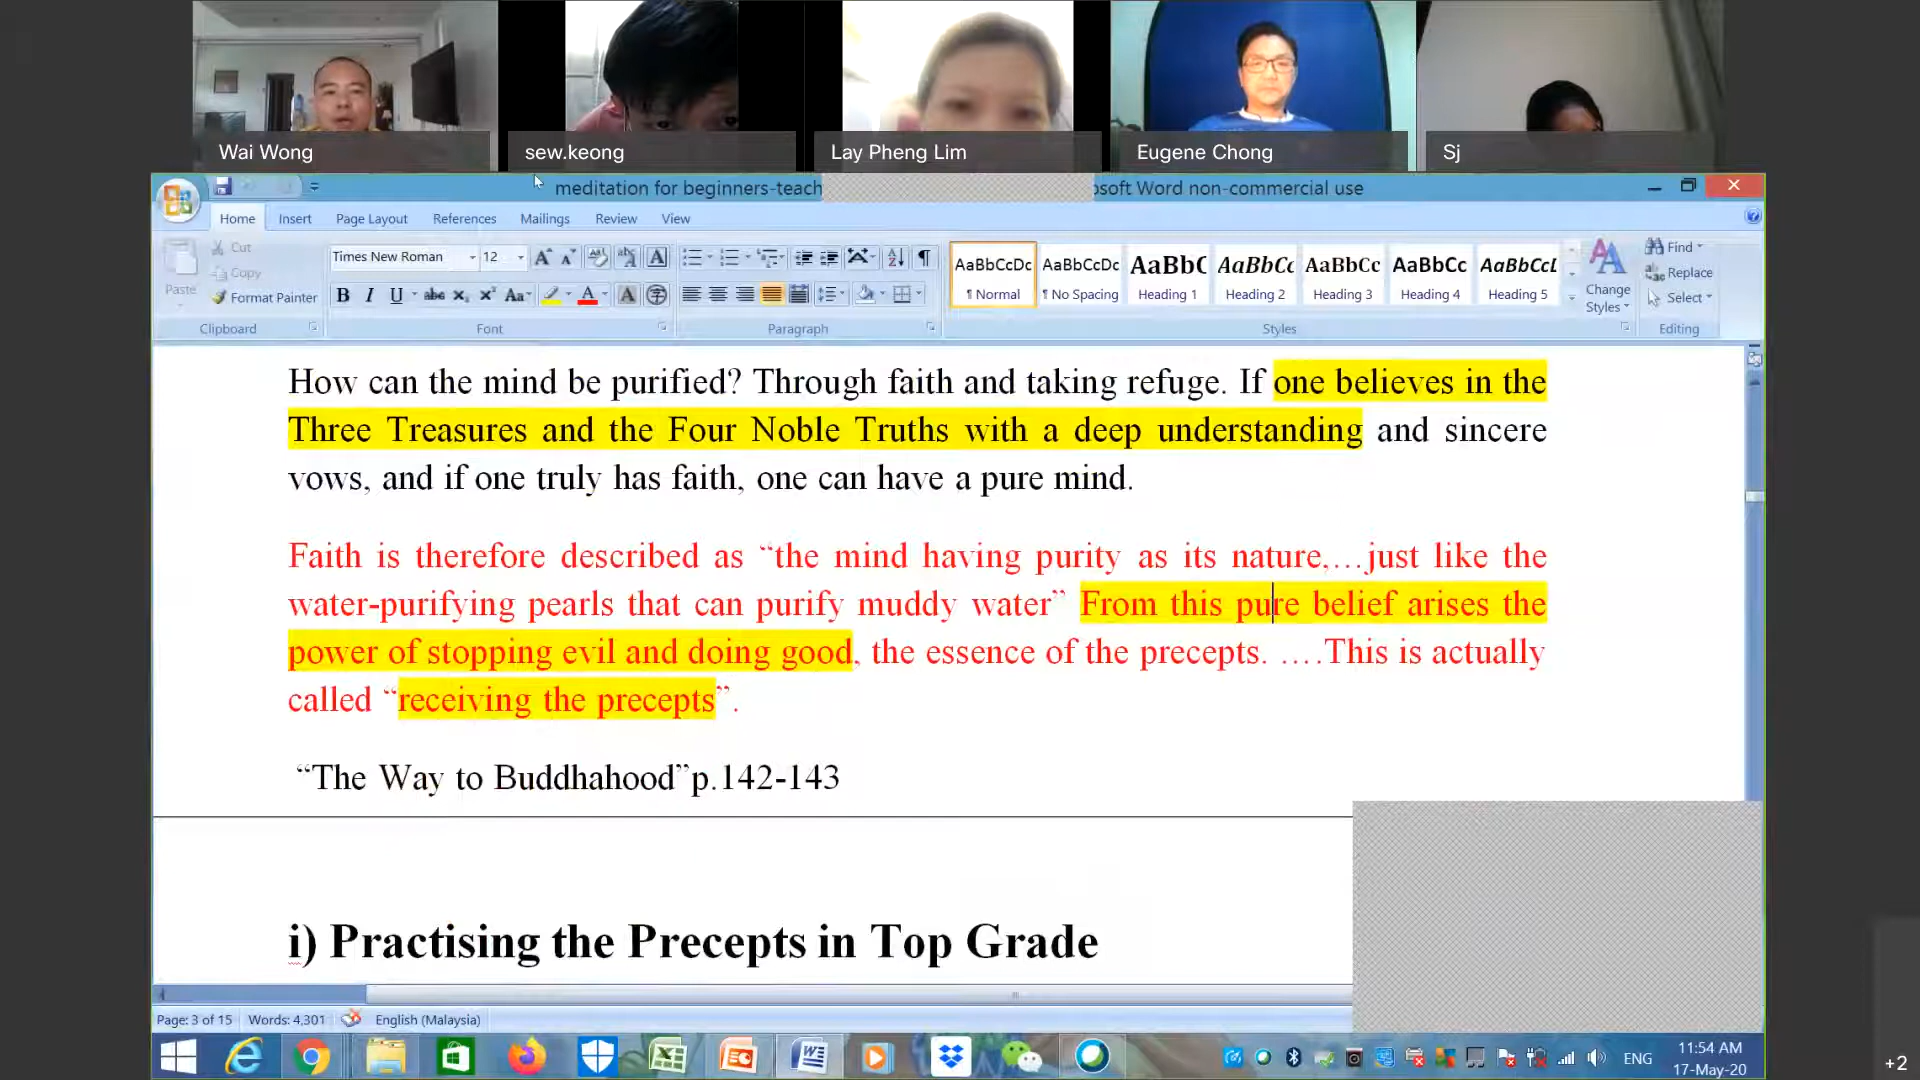 Wai Wong
sew.keong
Lay Pheng Lim
Eugene Chong
Sj
meditation for beginners-teach
osoft Word non-commercial use
Home Insert Page Layout References Mailings Review View
Paste
Cut
Copy
Format Painter
Clipboard
Times New Roman 12
Font
Paragraph
AaBbCcDc AaBbCcDc AaBbC AaBbCc AaBbCc AaBbCc AaBbCcL
¶ Normal ¶ No Spacing Heading 1 Heading 2 Heading 3 Heading 4 Heading 5
Change
Styles
Styles
Find
Replace
Select
Editing
How can the mind be purified? Through faith and taking refuge. If one believes in the
Three Treasures and the Four Noble Truths with a deep understanding and sincere
vows, and if one truly has faith, one can have a pure mind.
Faith is therefore described as “the mind having purity as its nature,…just like the
water-purifying pearls that can purify muddy water” From this pure belief arises the
power of stopping evil and doing good, the essence of the precepts. ….This is actually
called “receiving the precepts”.
“The Way to Buddhahood”p.142-143
i) Practising the Precepts in Top Grade
Page: 3 of 15 Words: 4,301 English (Malaysia)
ENG
11:54 AM
17-May-20
+2